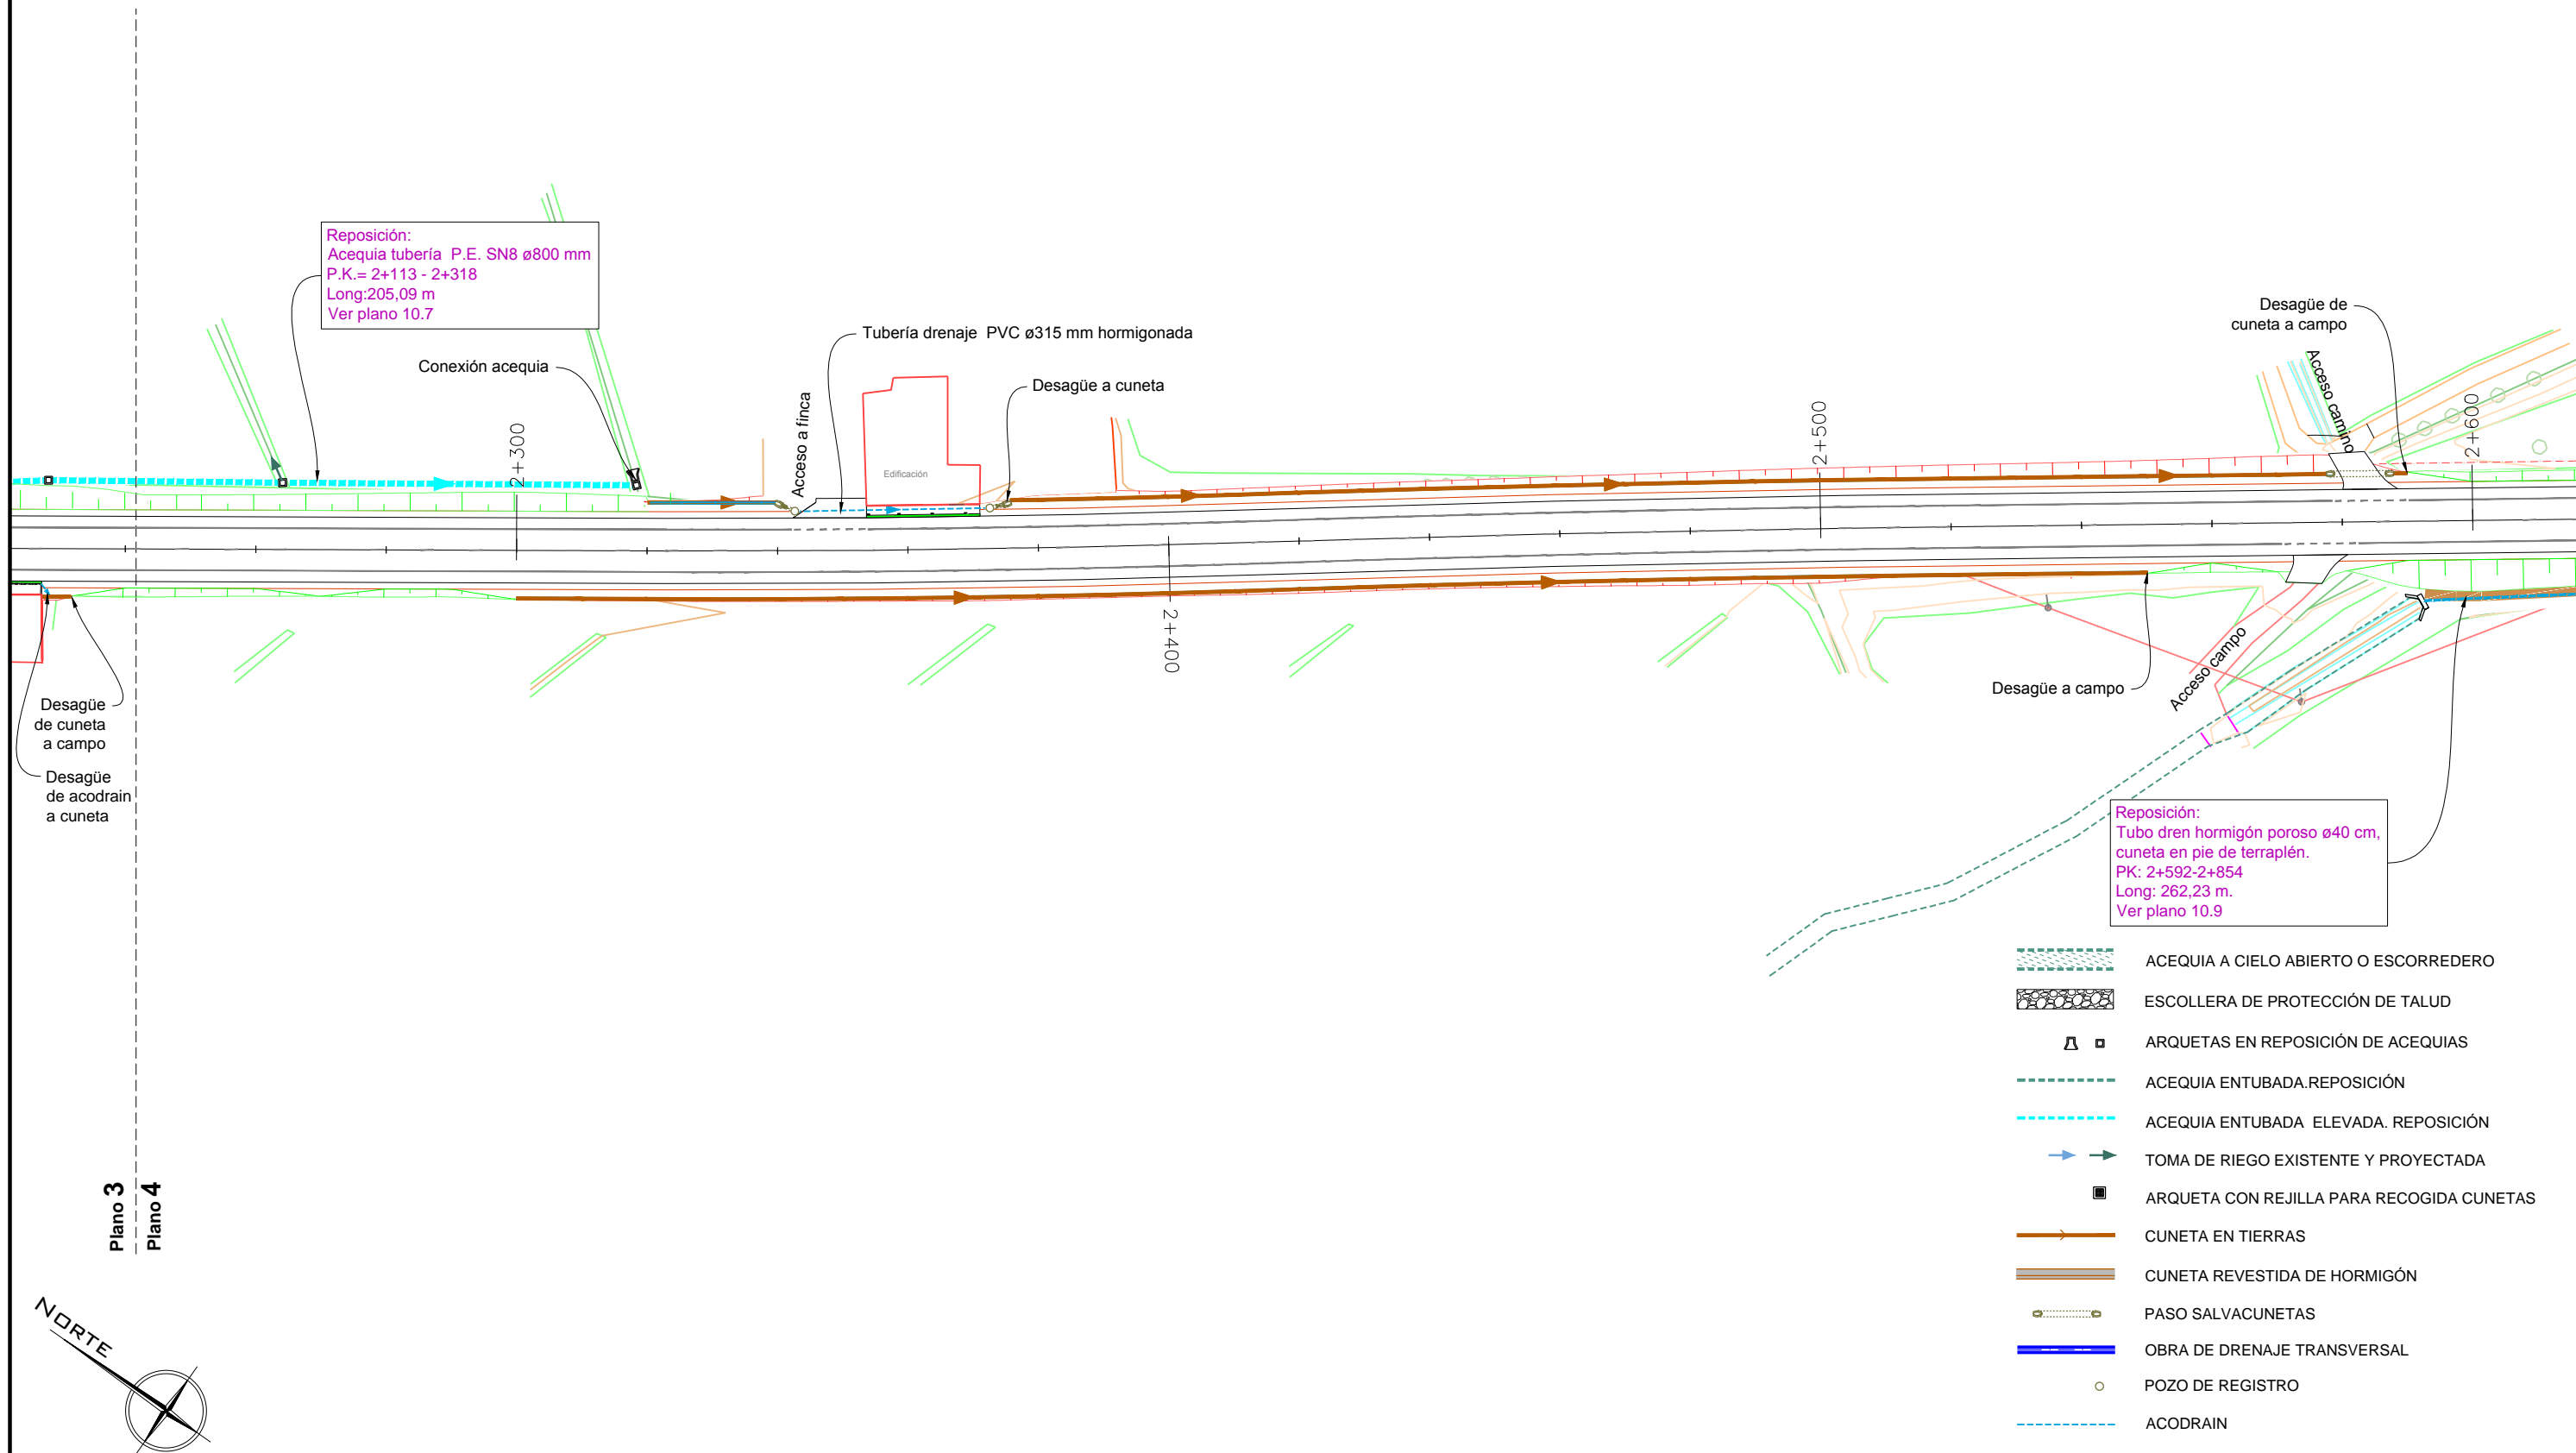 Reposición:
Acequia tubería P.E. SN8 ø800 mm
P.K.= 2+113 - 2+318
Long:205,09 m
Ver plano 10.7
Conexión acequia
2+300
Tubería drenaje PVC ø315 mm hormigonada
Acceso a finca
Edificación
Desagüe a cuneta
2+400
2+500
Desagüe de
cuneta a campo
Acceso camino
2+600
Desagüe
de cuneta
a campo
Desagüe
de acodrain
a cuneta
Desagüe a campo
Acceso campo
Reposición:
Tubo dren hormigón poroso ø40 cm,
cuneta en pie de terraplén.
PK: 2+592-2+854
Long: 262,23 m.
Ver plano 10.9
ACEQUIA A CIELO ABIERTO O ESCORREDERO
ESCOLLERA DE PROTECCIÓN DE TALUD
ARQUETAS EN REPOSICIÓN DE ACEQUIAS
ACEQUIA ENTUBADA.REPOSICIÓN
ACEQUIA ENTUBADA ELEVADA. REPOSICIÓN
TOMA DE RIEGO EXISTENTE Y PROYECTADA
ARQUETA CON REJILLA PARA RECOGIDA CUNETAS
CUNETA EN TIERRAS
CUNETA REVESTIDA DE HORMIGÓN
PASO SALVACUNETAS
OBRA DE DRENAJE TRANSVERSAL
POZO DE REGISTRO
ACODRAIN
Plano 3
Plano 4
NORTE